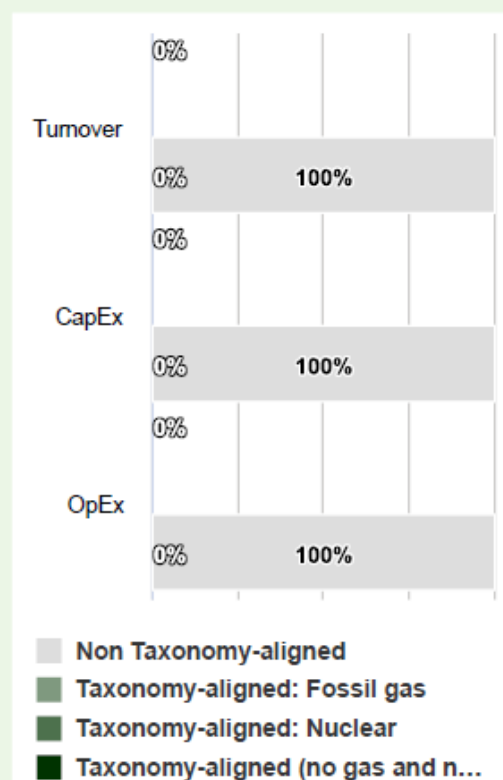 0%
Turnover
0% 100%
0%
CapEx
0% 100%
0%
OpEx
0% 100%
Non Taxonomy-aligned
Taxonomy-aligned: Fossil gas
Taxonomy-aligned: Nuclear
Taxonomy-aligned (no gas and n...